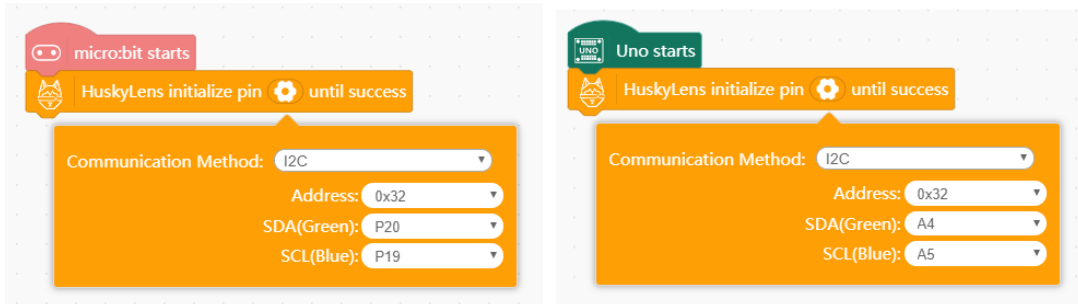 micro:bit starts
HuskyLens initialize pin until success
Communication Method: I2C
Address: 0x32
SDA(Green): P20
SCL(Blue): P19
UNO
Uno starts
HuskyLens initialize pin until success
Communication Method: I2C
Address: 0x32
SDA(Green): A4
SCL(Blue): A5